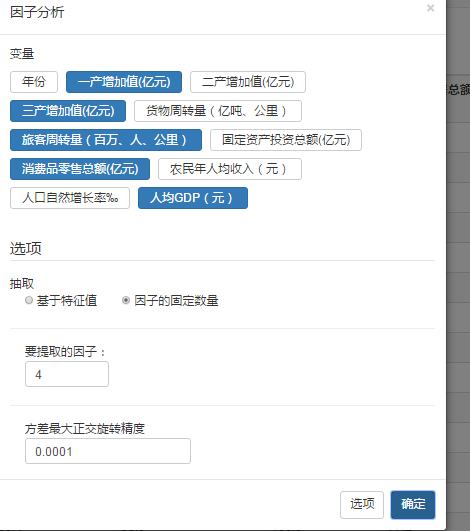 因子分析 ×
变量
年份 一产增加值(亿元) 二产增加值(亿元)
三产增加值(亿元) 货物周转量（亿吨、公里）
旅客周转量（百万、人、公里） 固定资产投资总额(亿元)
消费品零售总额(亿元) 农民年人均收入（元）
人口自然增长率‰ 人均GDP（元）
总额
选项
抽取
基于特征值 因子的固定数量
要提取的因子：
4
方差最大正交旋转精度
0.0001
选项 确定